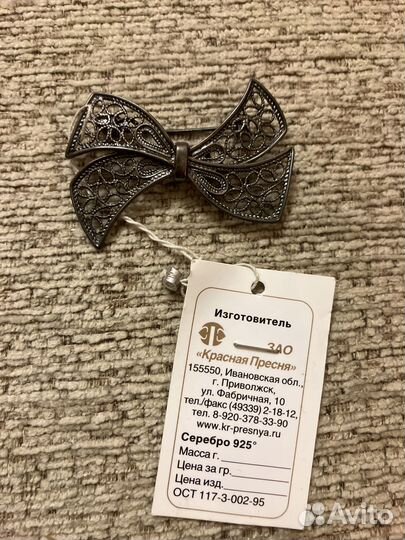 Изготовитель
ЗАО
«Красная Пресня»
155550, Ивановская обл.,
г. Приволжск,
ул. Фабричная, 10
тел./факс (49339) 2-18-12,
тел. 8-920-378-33-90
www.kr-presnya.ru
Серебро 925°
Масса г.
Цена за гр.
Цена изд.
ОСТ 117-3-002-95
Avito